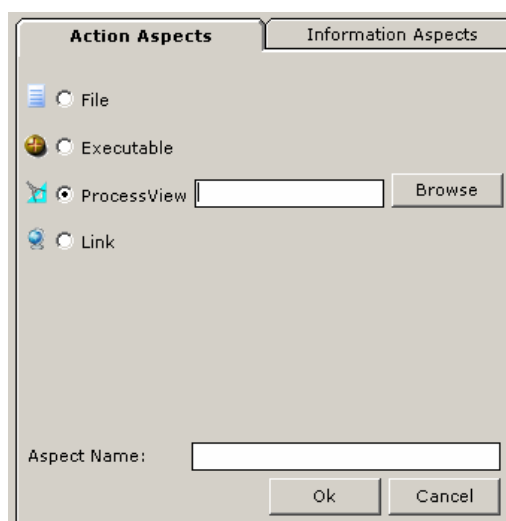 Action Aspects Information Aspects
File
Executable
ProcessView Browse
Link
Aspect Name:
Ok Cancel